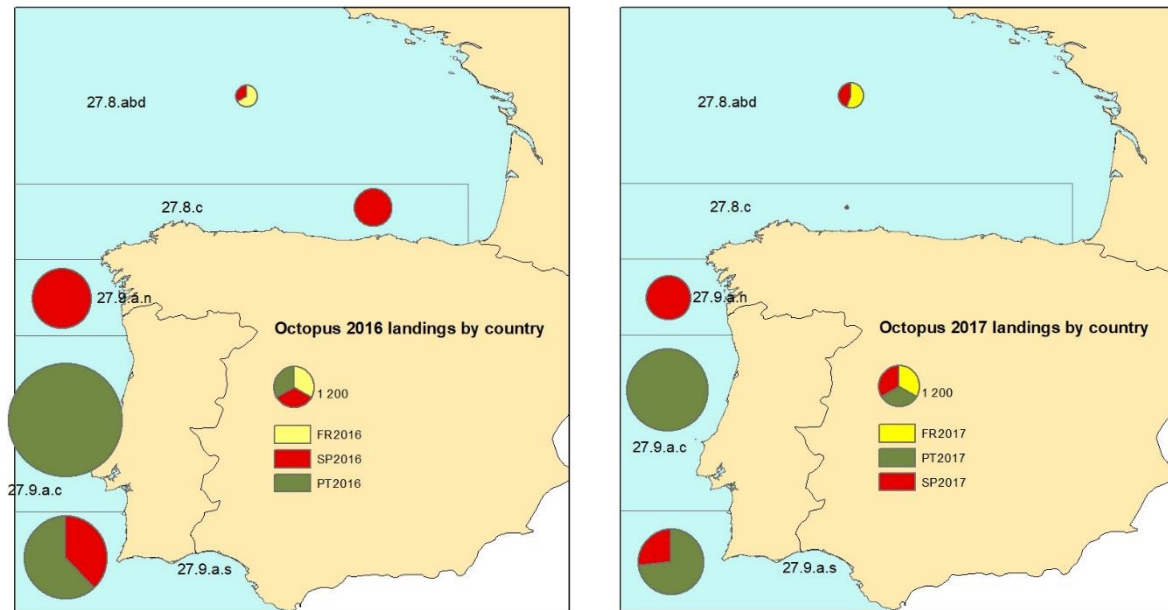 27.8.abd
27.8.c
27.9.a.n
Octopus 2016 landings by country
1 200
FR2016
SP2016
PT2016
27.9.a.c
27.9.a.s
27.8.abd
27.8.c
27.9.a.n
Octopus 2017 landings by country
1 200
FR2017
PT2017
SP2017
27.9.a.c
27.9.a.s